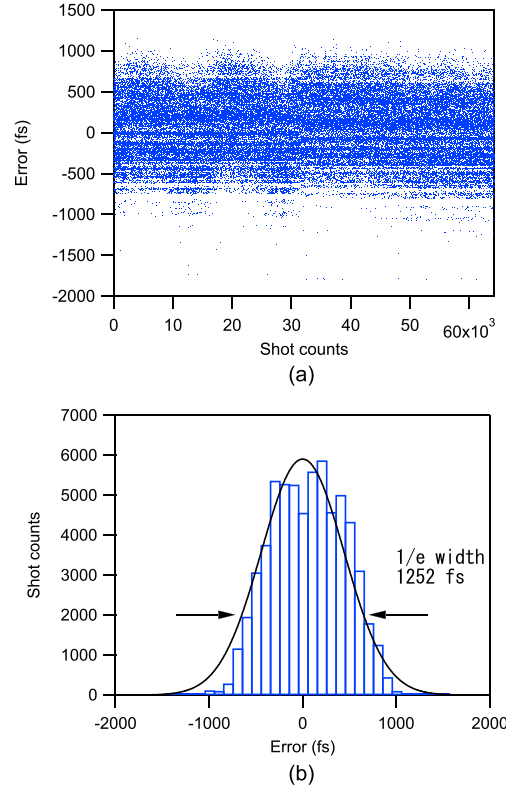 1500
1000
500
0
-500
-1000
-1500
-2000
Error (fs)
0 10 20 30 40 50 60x10³
Shot counts
(a)
7000
6000
5000
4000
3000
2000
1000
0
Shot counts
1/e width
1252 fs
-2000 -1000 0 1000 2000
Error (fs)
(b)